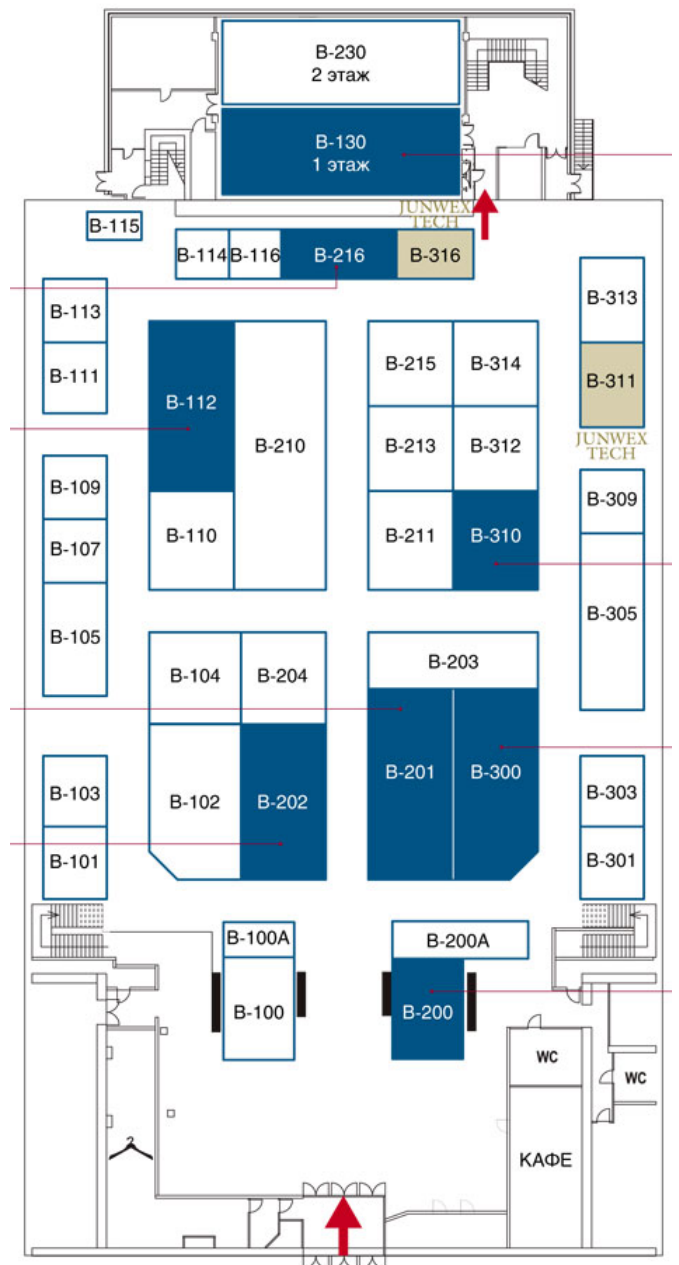 B-230
2 этаж
B-130
1 этаж
JUNWEX
TECH
B-115
B-114
B-116
B-216
B-316
B-113
B-111
B-313
B-311
JUNWEX
TECH
B-112
B-210
B-110
B-215
B-314
B-213
B-312
B-211
B-310
B-109
B-107
B-105
B-309
B-305
B-104
B-204
B-102
B-202
B-203
B-201
B-300
B-103
B-101
B-303
B-301
B-100A
B-100
B-200A
B-200
WC
WC
КАФЕ